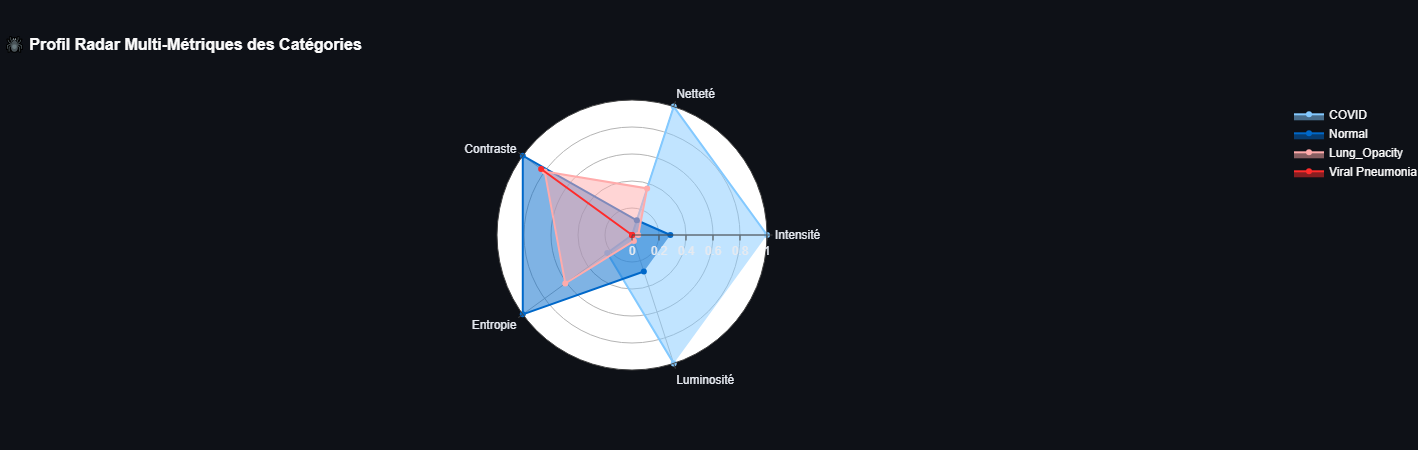 🕷 Profil Radar Multi-Métriques des Catégories
Netteté
Contraste
Intensité
0 0.2 0.4 0.6 0.8 1
Entropie
Luminosité
COVID
Normal
Lung_Opacity
Viral Pneumonia